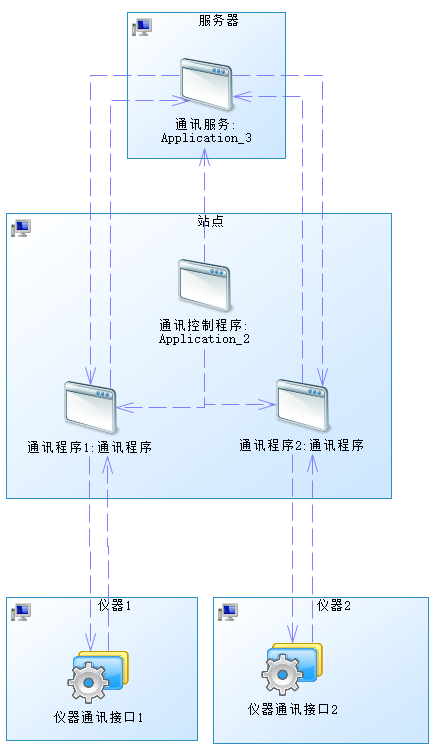 服务器
通讯服务:
Application_3
站点
通讯控制程序:
Application_2
通讯程序1:通讯程序
通讯程序2:通讯程序
仪器1
仪器2
仪器通讯接口1
仪器通讯接口2